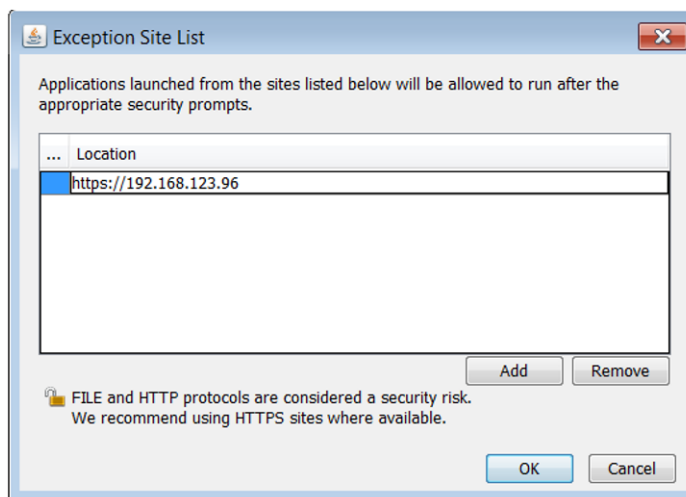 Exception Site List
Applications launched from the sites listed below will be allowed to run after the
appropriate security prompts.
... Location
https://192.168.123.96
Add Remove
FILE and HTTP protocols are considered a security risk.
We recommend using HTTPS sites where available.
OK Cancel